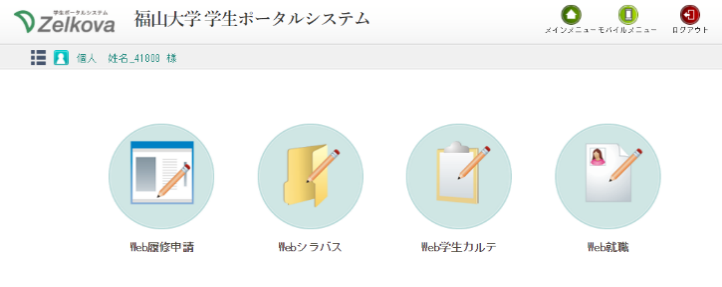 学生ポータルシステム
Zelkova
福山大学 学生ポータルシステム
メインメニュー モバイルメニュー ログアウト
個人 姓名_41808 様
Web履修申請 Webシラバス Web学生カルテ Web就職